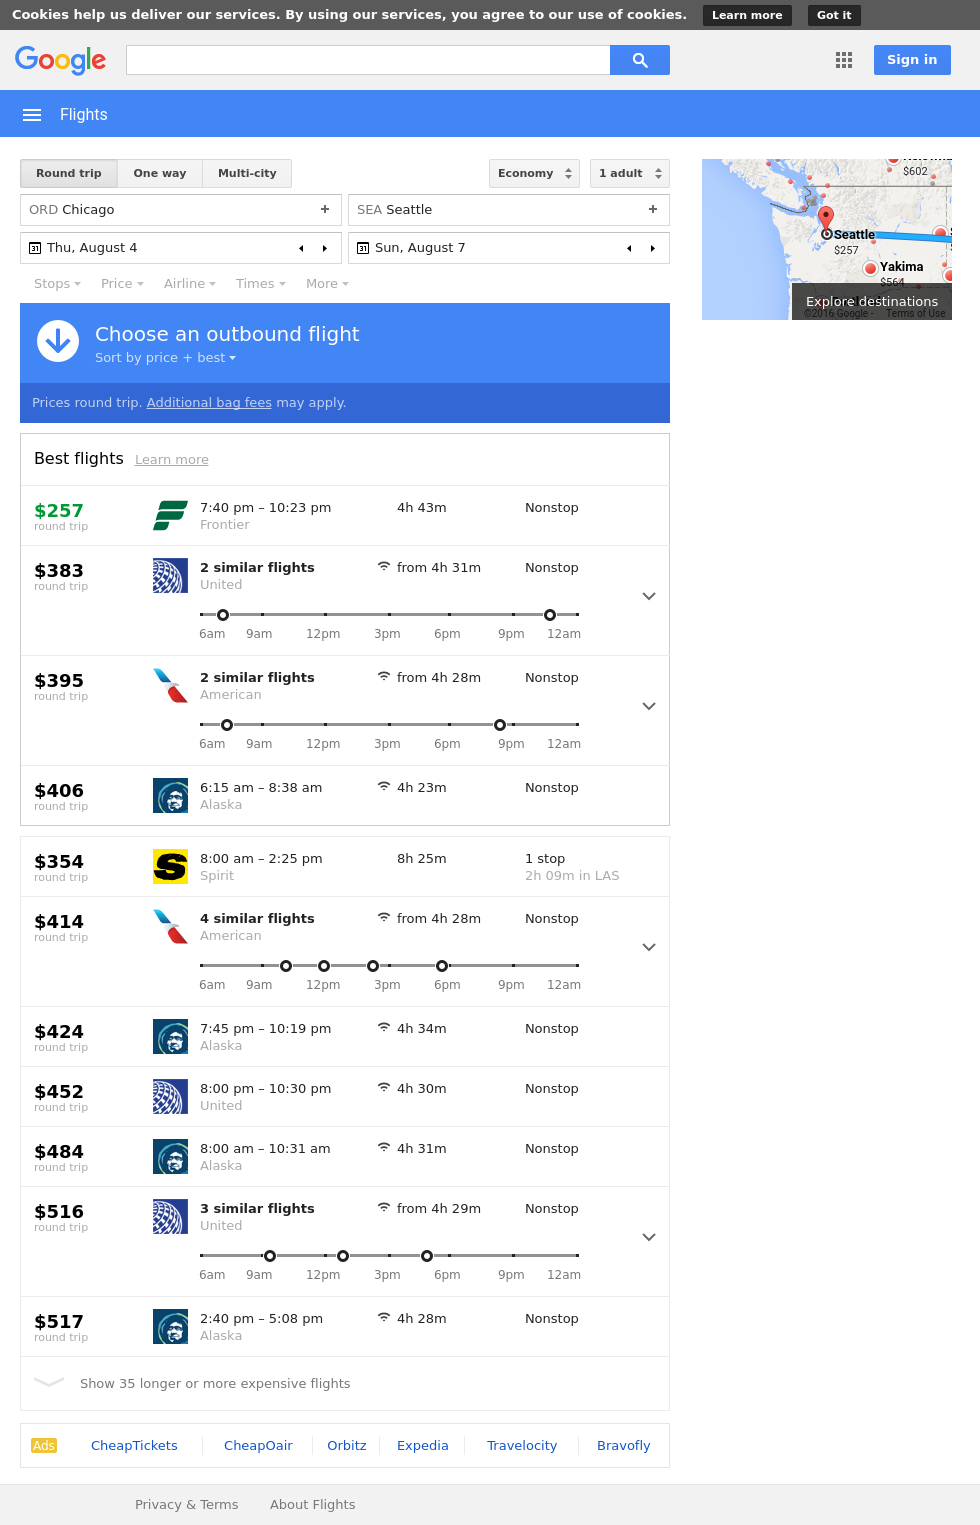 Cookies help us deliver our services. By using our services, you agree to our use of cookies. Learn more Got it
Google Sign in
Flights
Round trip One way Multi-city Economy 1 adult
ORD Chicago + SEA Seattle +
31 Thu, August 4 31 Sun, August 7
Stops Price Airline Times More
$602
Seattle
$257
Yakima
$564
Explore destinations
©2016 Google - Terms of Use
Choose an outbound flight
Sort by price + best
Prices round trip. Additional bag fees may apply.
Best flights Learn more
$257 7:40 pm – 10:23 pm 4h 43m Nonstop
round trip Frontier
$383 2 similar flights from 4h 31m Nonstop
round trip United
6am 9am 12pm 3pm 6pm 9pm 12am
$395 2 similar flights from 4h 28m Nonstop
round trip American
6am 9am 12pm 3pm 6pm 9pm 12am
$406 6:15 am – 8:38 am 4h 23m Nonstop
round trip Alaska
$354 8:00 am – 2:25 pm 8h 25m 1 stop
round trip Spirit 2h 09m in LAS
$414 4 similar flights from 4h 28m Nonstop
round trip American
6am 9am 12pm 3pm 6pm 9pm 12am
$424 7:45 pm – 10:19 pm 4h 34m Nonstop
round trip Alaska
$452 8:00 pm – 10:30 pm 4h 30m Nonstop
round trip United
$484 8:00 am – 10:31 am 4h 31m Nonstop
round trip Alaska
$516 3 similar flights from 4h 29m Nonstop
round trip United
6am 9am 12pm 3pm 6pm 9pm 12am
$517 2:40 pm – 5:08 pm 4h 28m Nonstop
round trip Alaska
Show 35 longer or more expensive flights
Ads CheapTickets CheapOair Orbitz Expedia Travelocity Bravofly
Privacy & Terms About Flights